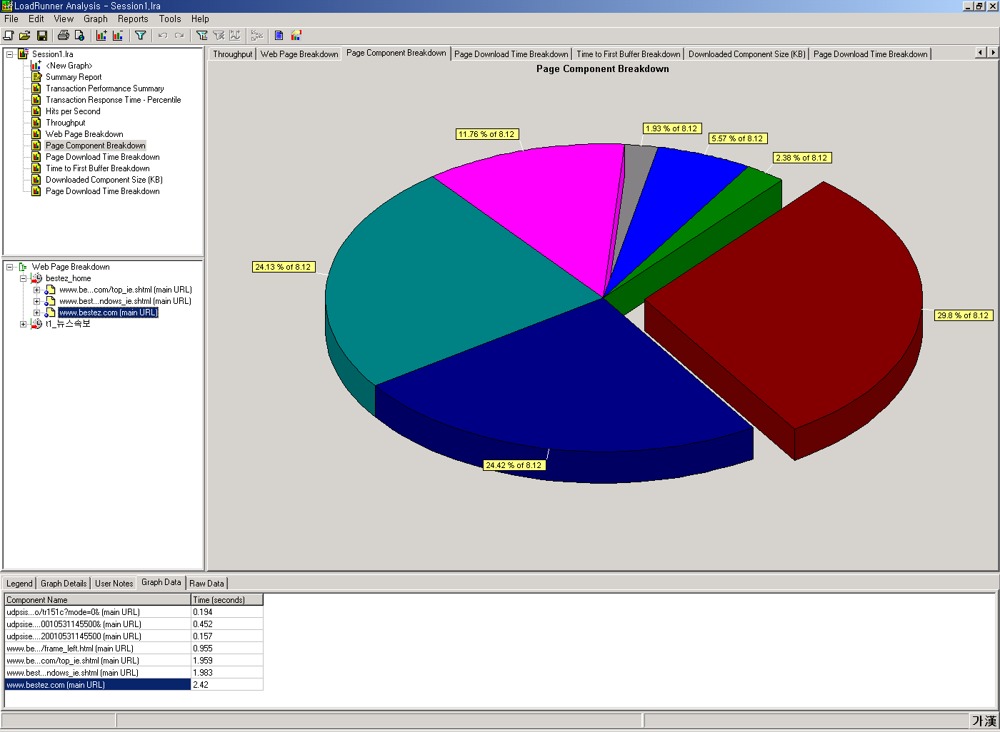 LoadRunner Analysis - Session1.lra
File Edit View Graph Reports Tools Help
Session1.lra
<New Graph>
Summary Report
Transaction Performance Summary
Transaction Response Time - Percentile
Hits per Second
Throughput
Web Page Breakdown
Page Component Breakdown
Page Download Time Breakdown
Time to First Buffer Breakdown
Downloaded Component Size (KB)
Page Download Time Breakdown
Web Page Breakdown
bestez_home
www.be...com/top_ie.shtml (main URL)
www.best...ndows_ie.shtml (main URL)
www.bestez.com (main URL)
t1_뉴스속보
Throughput Web Page Breakdown Page Component Breakdown Page Download Time Breakdown Time to First Buffer Breakdown Downloaded Component Size (KB) Page Download Time Breakdown
Page Component Breakdown
11.76 % of 8.12
1.93 % of 8.12
5.57 % of 8.12
2.38 % of 8.12
24.13 % of 8.12
29.8 % of 8.12
24.42 % of 8.12
Legend Graph Details User Notes Graph Data Raw Data
Component Name Time (seconds)
udpsis...o/tr151c?mode=0& (main URL) 0.194
udpsise....0010531145500& (main URL) 0.452
udpsise....20010531145500 (main URL) 0.157
www.be.../frame_left.html (main URL) 0.955
www.be...com/top_ie.shtml (main URL) 1.959
www.best...ndows_ie.shtml (main URL) 1.983
www.bestez.com (main URL) 2.42
가漢